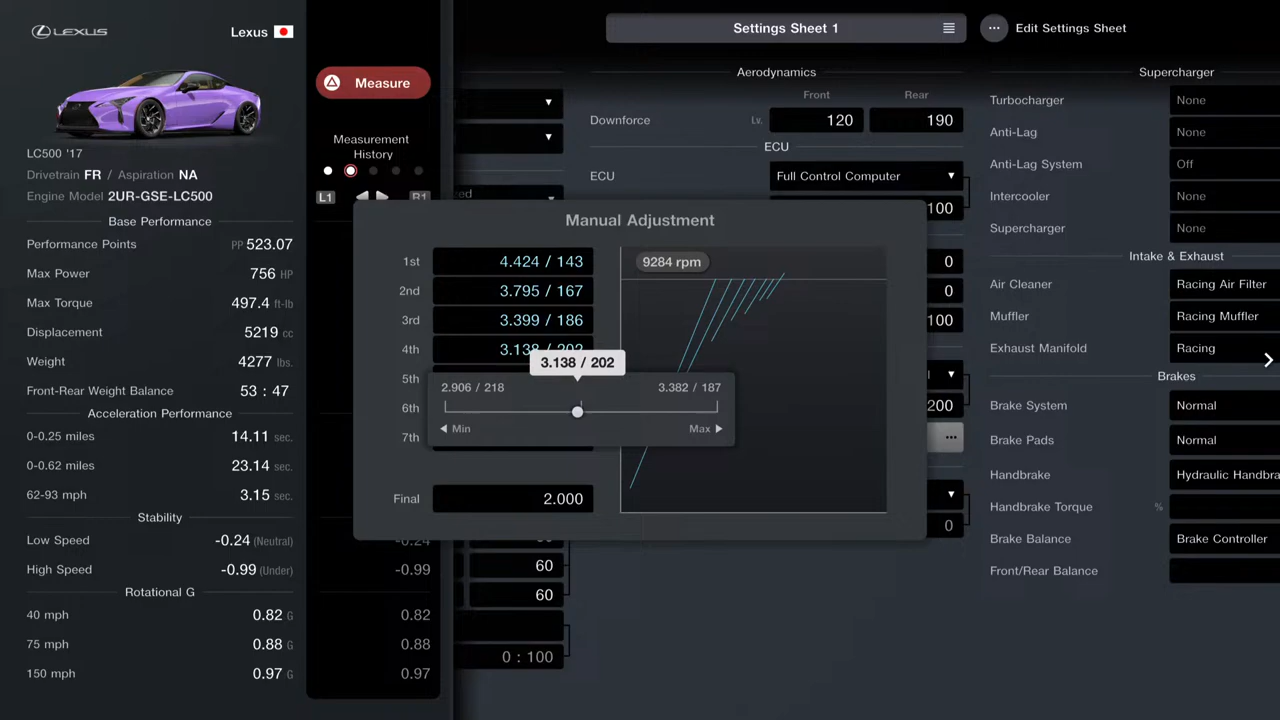 LEXUS
Lexus
LC500 '17
Drivetrain FR / Aspiration NA
Engine Model 2UR-GSE-LC500
Base Performance
Performance Points PP 523.07
Max Power 756 HP
Max Torque 497.4 ft-lb
Displacement 5219 cc
Weight 4277 lbs.
Front-Rear Weight Balance 53 : 47
Acceleration Performance
0-0.25 miles 14.11 sec.
0-0.62 miles 23.14 sec.
62-93 mph 3.15 sec.
Stability
Low Speed -0.24 (Neutral)
High Speed -0.99 (Under)
Rotational G
40 mph 0.82 G
75 mph 0.88 G
150 mph 0.97 G
Measure
Measurement
History
L1 R1
-0.24
-0.99
0.82
0.88
0.97
Settings Sheet 1
Edit Settings Sheet
Aerodynamics
Front Rear
Downforce Lv. 120 190
ECU
ECU Full Control Computer
100
0
0
100
200
0
60
60
0 : 100
Manual Adjustment
1st 4.424 / 143
2nd 3.795 / 167
3rd 3.399 / 186
4th 3.138 / 202
3.138 / 202
5th 2.906 / 218 3.382 / 187
6th
Min Max
7th
Final 2.000
9284 rpm
Supercharger
Turbocharger None
Anti-Lag None
Anti-Lag System Off
Intercooler None
Supercharger None
Intake & Exhaust
Air Cleaner Racing Air Filter
Muffler Racing Muffler
Exhaust Manifold Racing
Brakes
Brake System Normal
Brake Pads Normal
Handbrake Hydraulic Handbra
Handbrake Torque %
Brake Balance Brake Controller
Front/Rear Balance